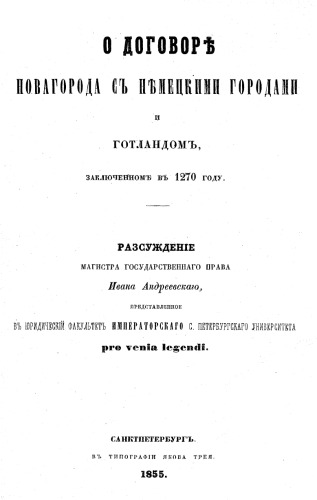 О ДОГОВОРѢ
НОВАГОРОДА СЪ НѢМЕЦКИМИ ГОРОДАМИ
И
ГОТЛАНДОМЪ,
ЗАКЛЮЧЕННОМЪ ВЪ 1270 ГОДУ.
РАЗСУЖДЕНІЕ
МАГИСТРА ГОСУДАРСТВЕННАГО ПРАВА
Ивана Андреевскаго,
ПРЕДСТАВЛЕННОЕ
ВЪ ЮРИДИЧЕСКІЙ ФАКУЛЬТЕТЪ ИМПЕРАТОРСКАГО С. ПЕТЕРБУРГСКАГО УНИВЕРСИТЕТА
pro venia legendi.
САНКТПЕТЕРБУРГЪ.
ВЪ ТИПОГРАФІИ ЯКОВА ТРЕЯ.
1855.